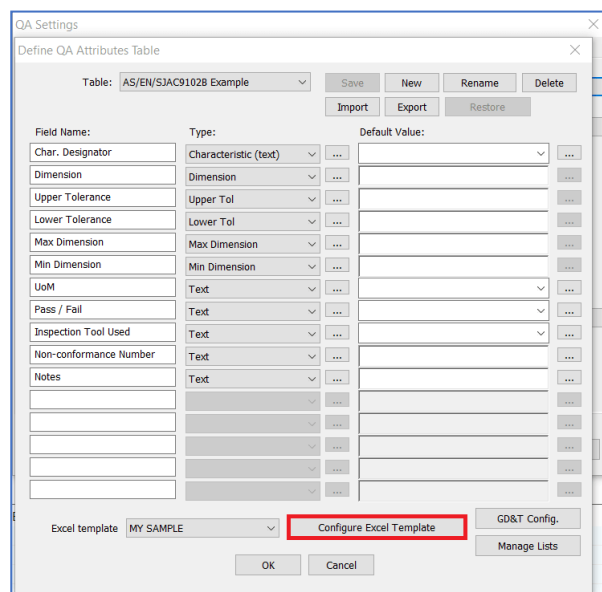 QA Settings
Define QA Attributes Table
Table: AS/EN/SJAC9102B Example Save New Rename Delete
Import Export Restore
Field Name: Type: Default Value:
Char. Designator Characteristic (text) ... ...
Dimension Dimension ... ...
Upper Tolerance Upper Tol ... ...
Lower Tolerance Lower Tol ... ...
Max Dimension Max Dimension ... ...
Min Dimension Min Dimension ... ...
UoM Text ... ...
Pass / Fail Text ... ...
Inspection Tool Used Text ... ...
Non-conformance Number Text ... ...
Notes Text ... ...
... ...
... ...
... ...
... ...
... ...
Excel template MY SAMPLE Configure Excel Template GD&T Config.
Manage Lists
OK Cancel